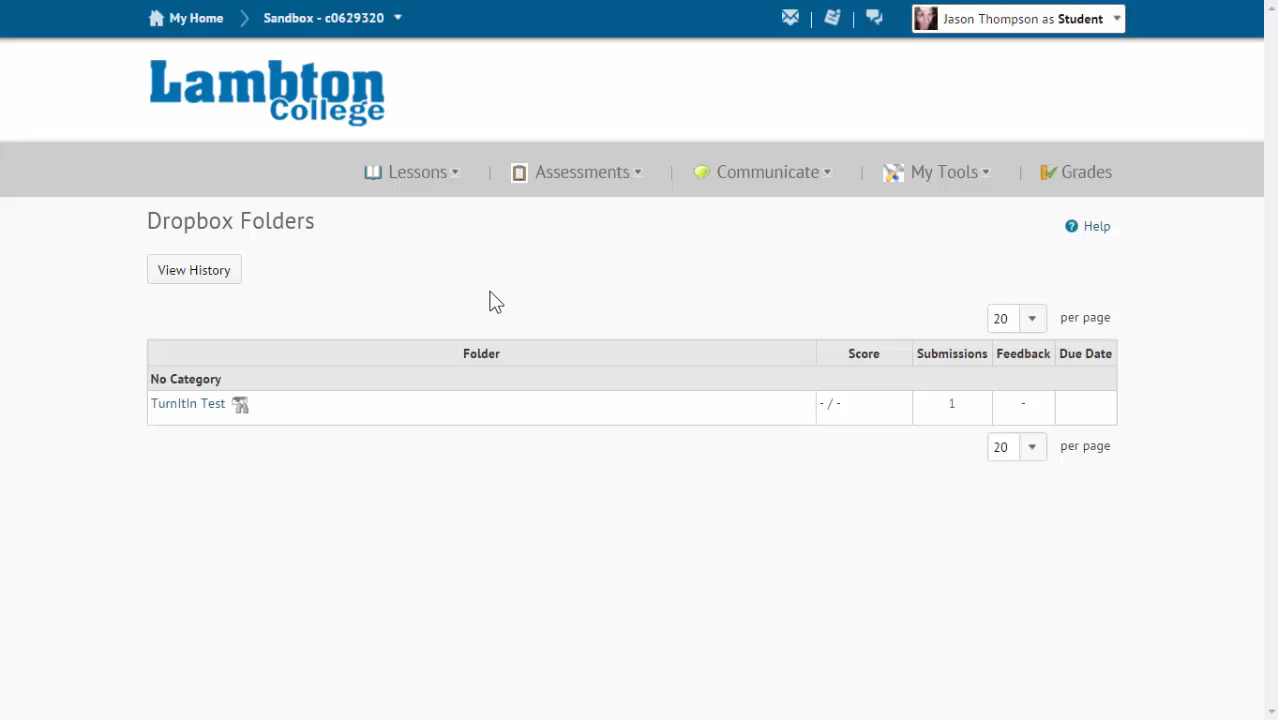 My Home Sandbox - c0629320 Jason Thompson as Student
Lambton
College
Lessons | Assessments | Communicate | My Tools | Grades
Dropbox Folders
Help
View History
20 per page
Folder Score Submissions Feedback Due Date
No Category
TurnItIn Test - / - 1 -
20 per page